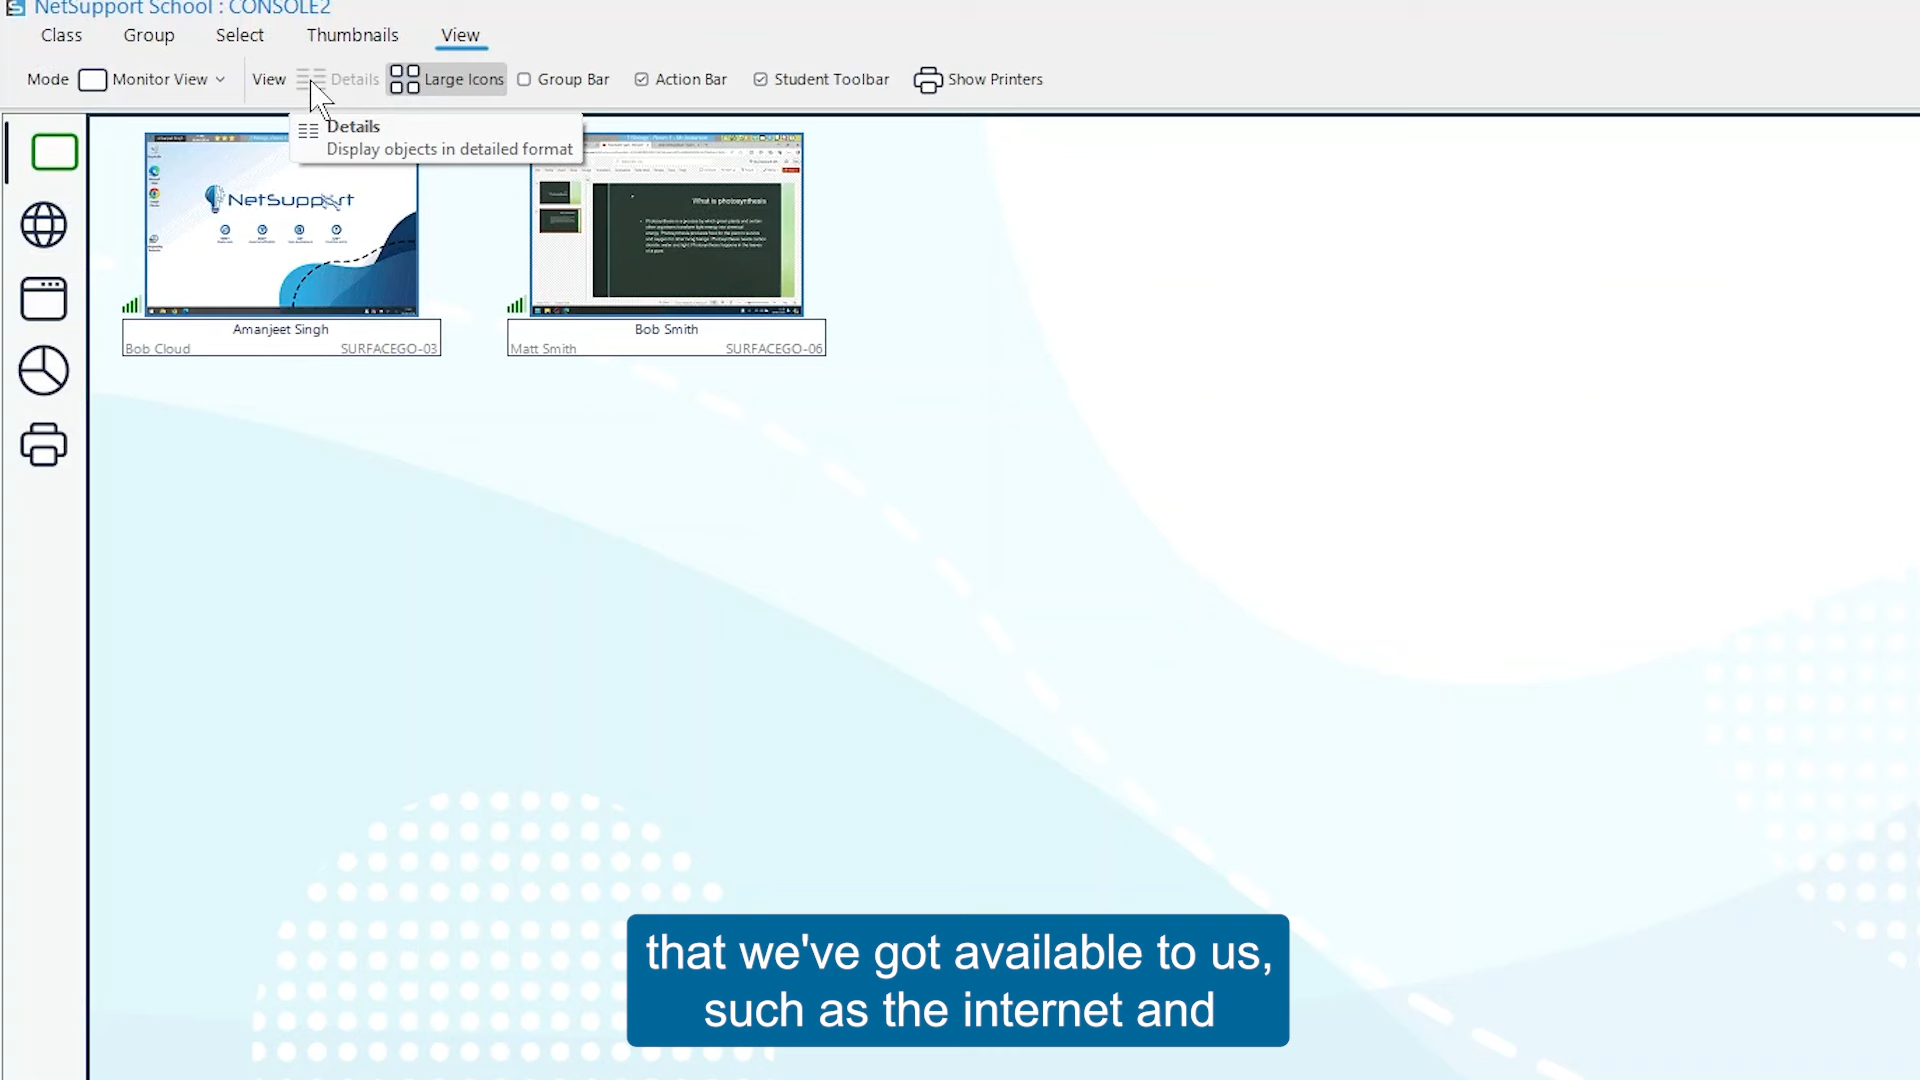 NetSupport School : CONSOLE2
Class Group Select Thumbnails View
Mode Monitor View View Details Large Icons Group Bar Action Bar Student Toolbar Show Printers
Details
Display objects in detailed format
NetSupport
What is photosynthesis
Amanjeet Singh
Bob Cloud SURFACEGO-03
Bob Smith
Matt Smith SURFACEGO-06
that we've got available to us,
such as the internet and